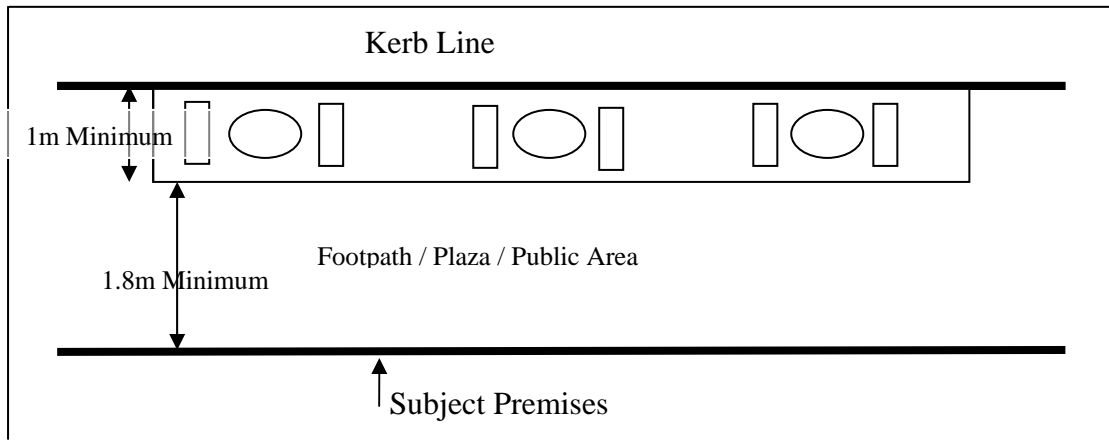 Kerb Line
1m Minimum
Footpath / Plaza / Public Area
1.8m Minimum
Subject Premises